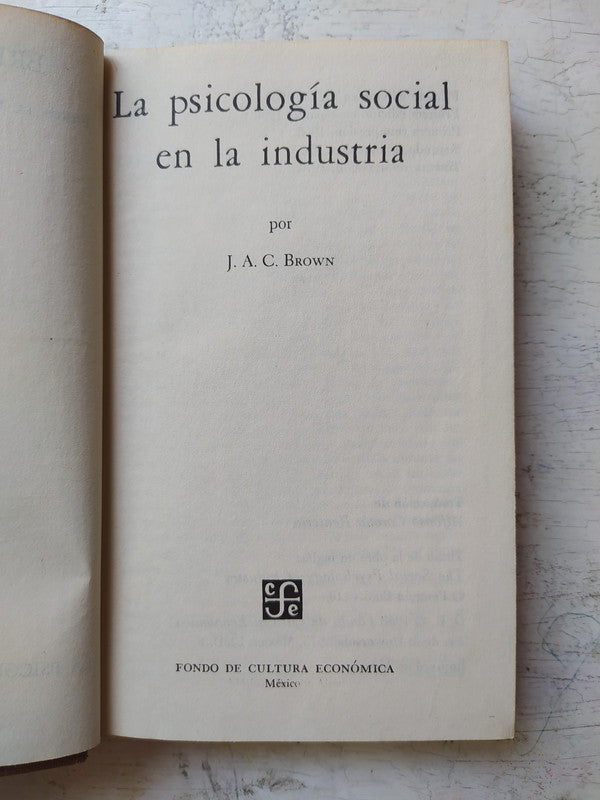 La psicología social
en la industria
por
J. A. C. BROWN
c f e
FONDO DE CULTURA ECONÓMICA
México